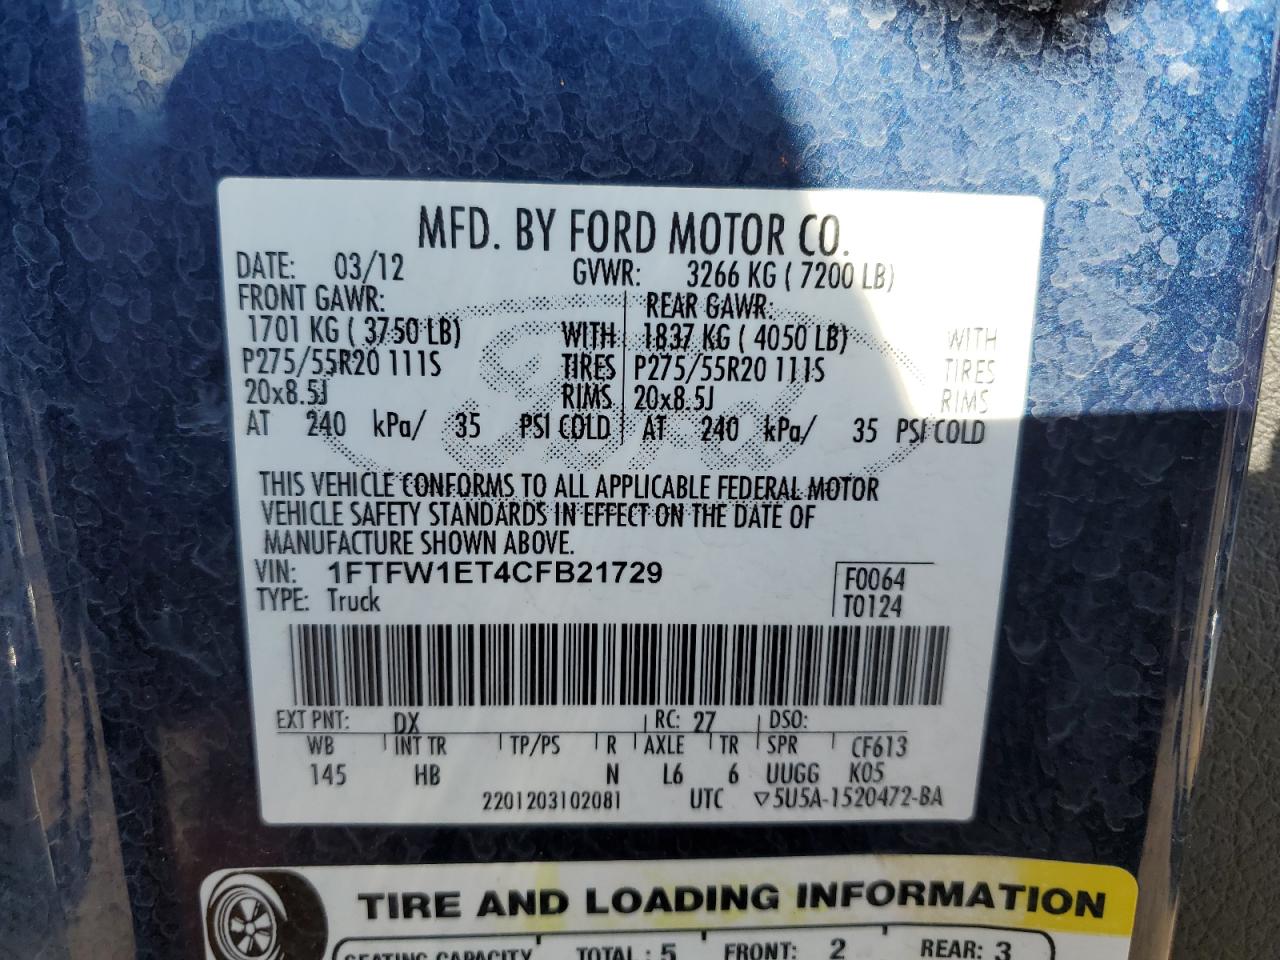 MFD. BY FORD MOTOR CO.
DATE: 03/12 GVWR: 3266 KG ( 7200 LB)
FRONT GAWR: REAR GAWR:
1701 KG ( 3750 LB) WITH 1837 KG ( 4050 LB) WITH
P275/55R20 111S TIRES P275/55R20 111S TIRES
20x8.5J RIMS 20x8.5J RIMS
AT 240 kPa/ 35 PSI COLD AT 240 kPa/ 35 PSI COLD
THIS VEHICLE CONFORMS TO ALL APPLICABLE FEDERAL MOTOR
VEHICLE SAFETY STANDARDS IN EFFECT ON THE DATE OF
MANUFACTURE SHOWN ABOVE.
VIN: 1FTFW1ET4CFB21729 F0064
TYPE: Truck T0124
EXT PNT: DX RC: 27 DSO:
WB INT TR TP/PS R AXLE TR SPR CF613
145 HB N L6 6 UUGG K05
2201203102081 UTC ▽5U5A-1520472-BA
TIRE AND LOADING INFORMATION
SEATING CAPACITY TOTAL : 5 FRONT: 2 REAR: 3